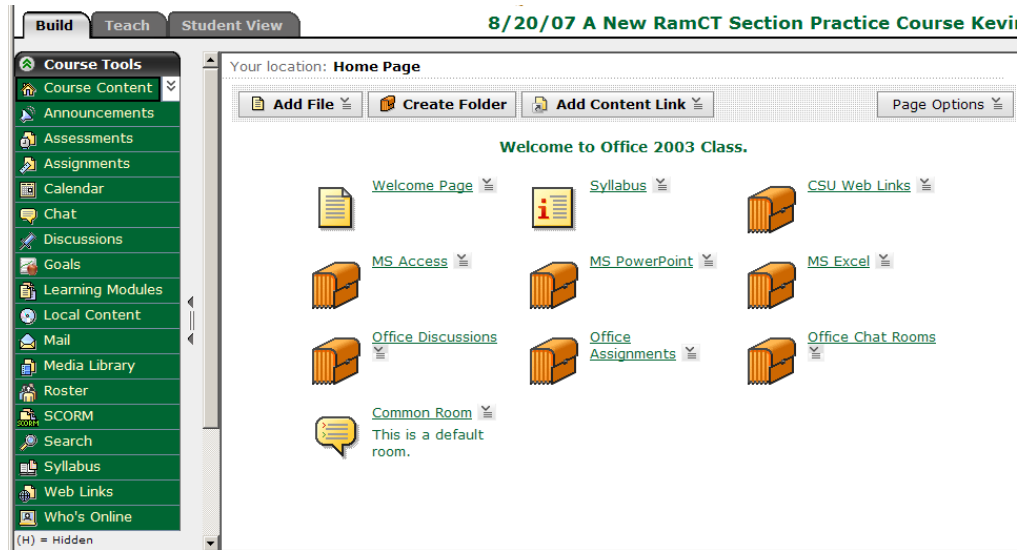 Build Teach Student View 8/20/07 A New RamCT Section Practice Course Kevin
Course Tools
Course Content
Announcements
Assessments
Assignments
Calendar
Chat
Discussions
Goals
Learning Modules
Local Content
Mail
Media Library
Roster
SCORM
SCORM
Search
Syllabus
Web Links
Who's Online
(H) = Hidden
Your location: Home Page
Add File Create Folder Add Content Link Page Options
Welcome to Office 2003 Class.
Welcome Page Syllabus CSU Web Links
MS Access MS PowerPoint MS Excel
Office Discussions Office Office Chat Rooms
Assignments
Common Room
This is a default
room.